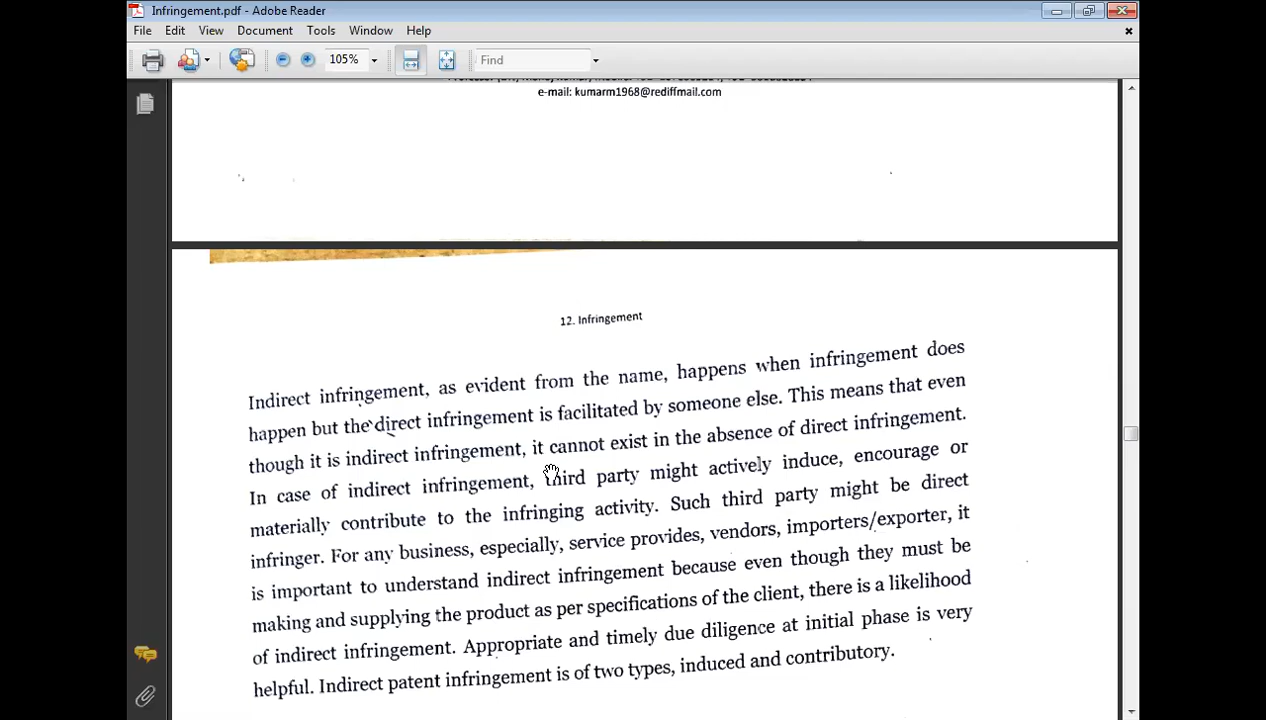 Infringement.pdf - Adobe Reader
File Edit View Document Tools Window Help
105% Find
e-mail: kumarm1968@rediffmail.com
12. Infringement
Indirect infringement, as evident from the name, happens when infringement does
happen but the direct infringement is facilitated by someone else. This means that even
though it is indirect infringement, it cannot exist in the absence of direct infringement.
In case of indirect infringement, third party might actively induce, encourage or
materially contribute to the infringing activity. Such third party might be direct
infringer. For any business, especially, service provides, vendors, importers/exporter, it
is important to understand indirect infringement because even though they must be
making and supplying the product as per specifications of the client, there is a likelihood
of indirect infringement. Appropriate and timely due diligence at initial phase is very
helpful. Indirect patent infringement is of two types, induced and contributory.